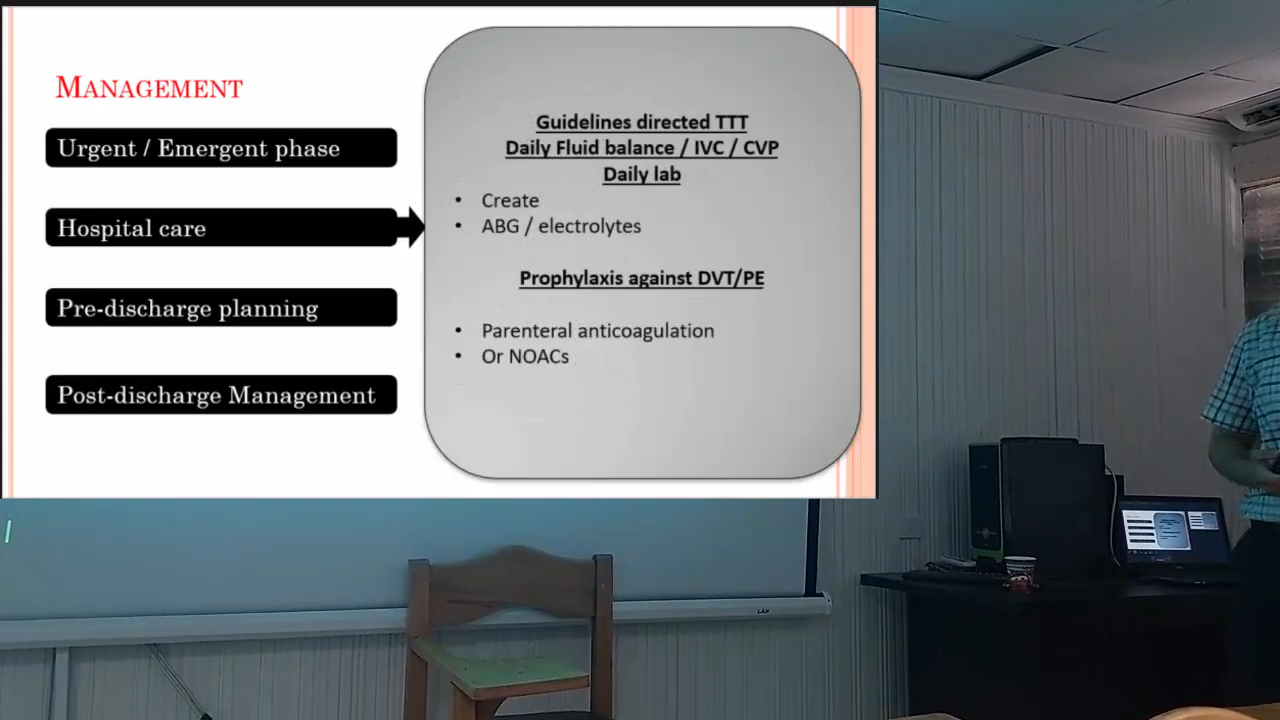 MANAGEMENT
Urgent / Emergent phase
Hospital care
Pre-discharge planning
Post-discharge Management
Guidelines directed TTT
Daily Fluid balance / IVC / CVP
Daily lab
• Create
• ABG / electrolytes
Prophylaxis against DVT/PE
• Parenteral anticoagulation
• Or NOACs